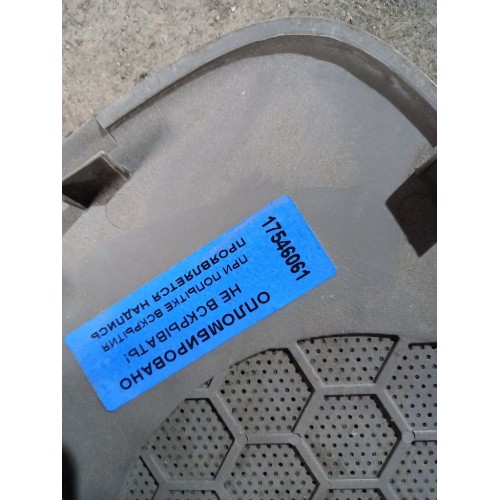 ОПЛОМБИРОВАНО
НЕ ВСКРЫВАТЬ!
ПРИ ПОПЫТКЕ ВСКРЫТИЯ
ПРОЯВЛЯЕТСЯ НАДПИСЬ
17546061